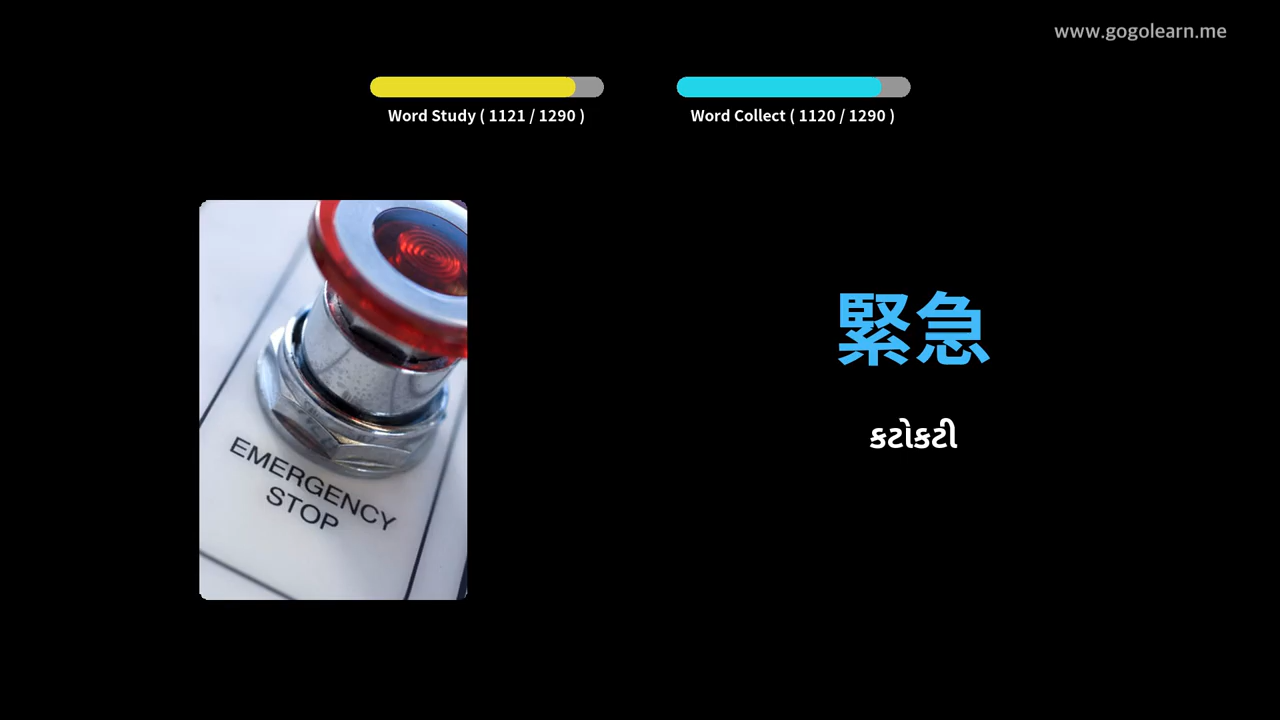 www.gogolearn.me
Word Study ( 1121 / 1290 )
Word Collect ( 1120 / 1290 )
EMERGENCY
STOP
緊急
કટોકટી